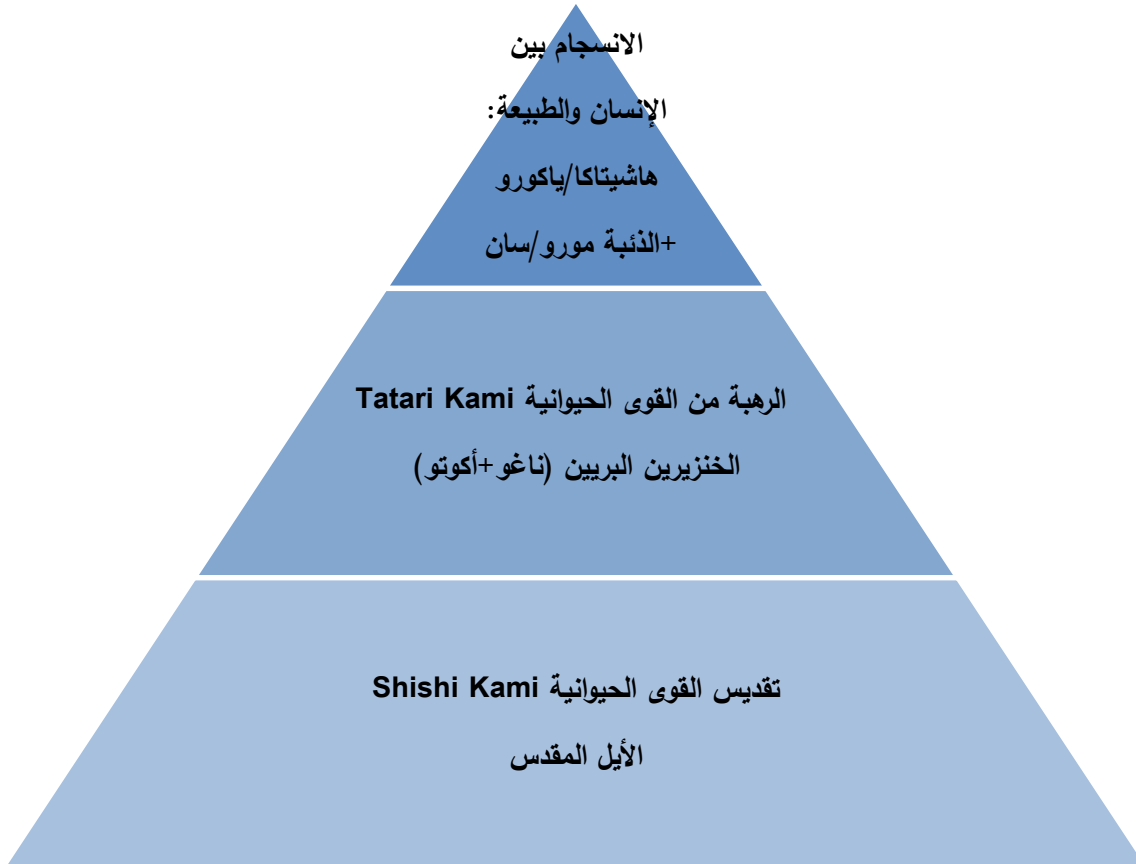 الانسجام بين
الإنسان والطبيعة:
هاشيتاكا/ياكورو
+الذئبة مورو/سان
الرهبة من القوى الحيوانية Tatari Kami
الخنزيرين البريين (ناغو+أكوتو)
تقديس القوى الحيوانية Shishi Kami
الأيل المقدس